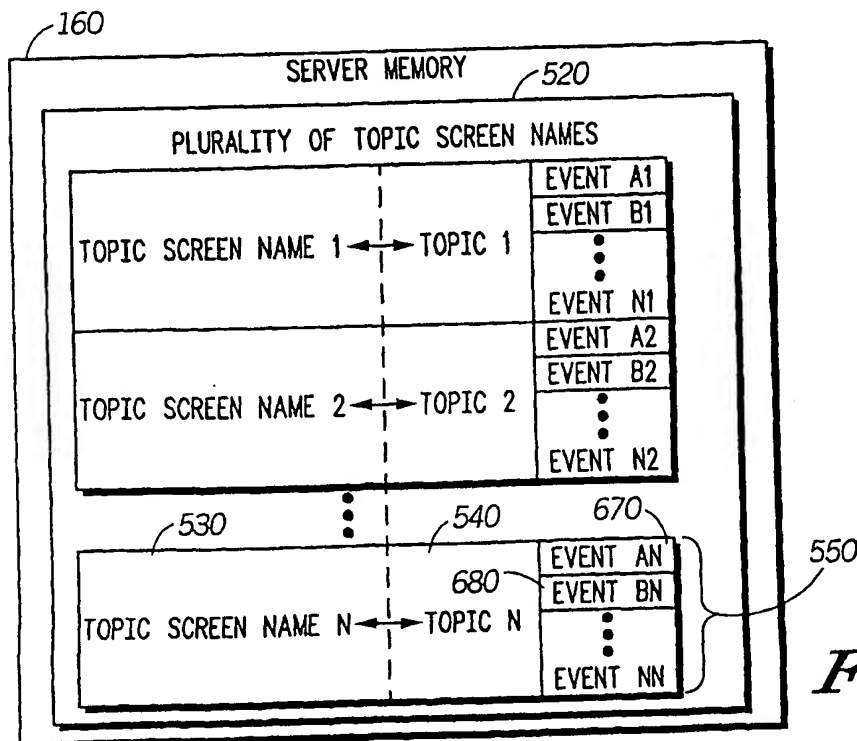 160
SERVER MEMORY
520
PLURALITY OF TOPIC SCREEN NAMES
EVENT A1
EVENT B1
TOPIC SCREEN NAME 1 TOPIC 1
EVENT N1
EVENT A2
EVENT B2
TOPIC SCREEN NAME 2 TOPIC 2
EVENT N2
530 540 670
EVENT AN 550
680 EVENT BN
TOPIC SCREEN NAME N TOPIC N
EVENT NN
F